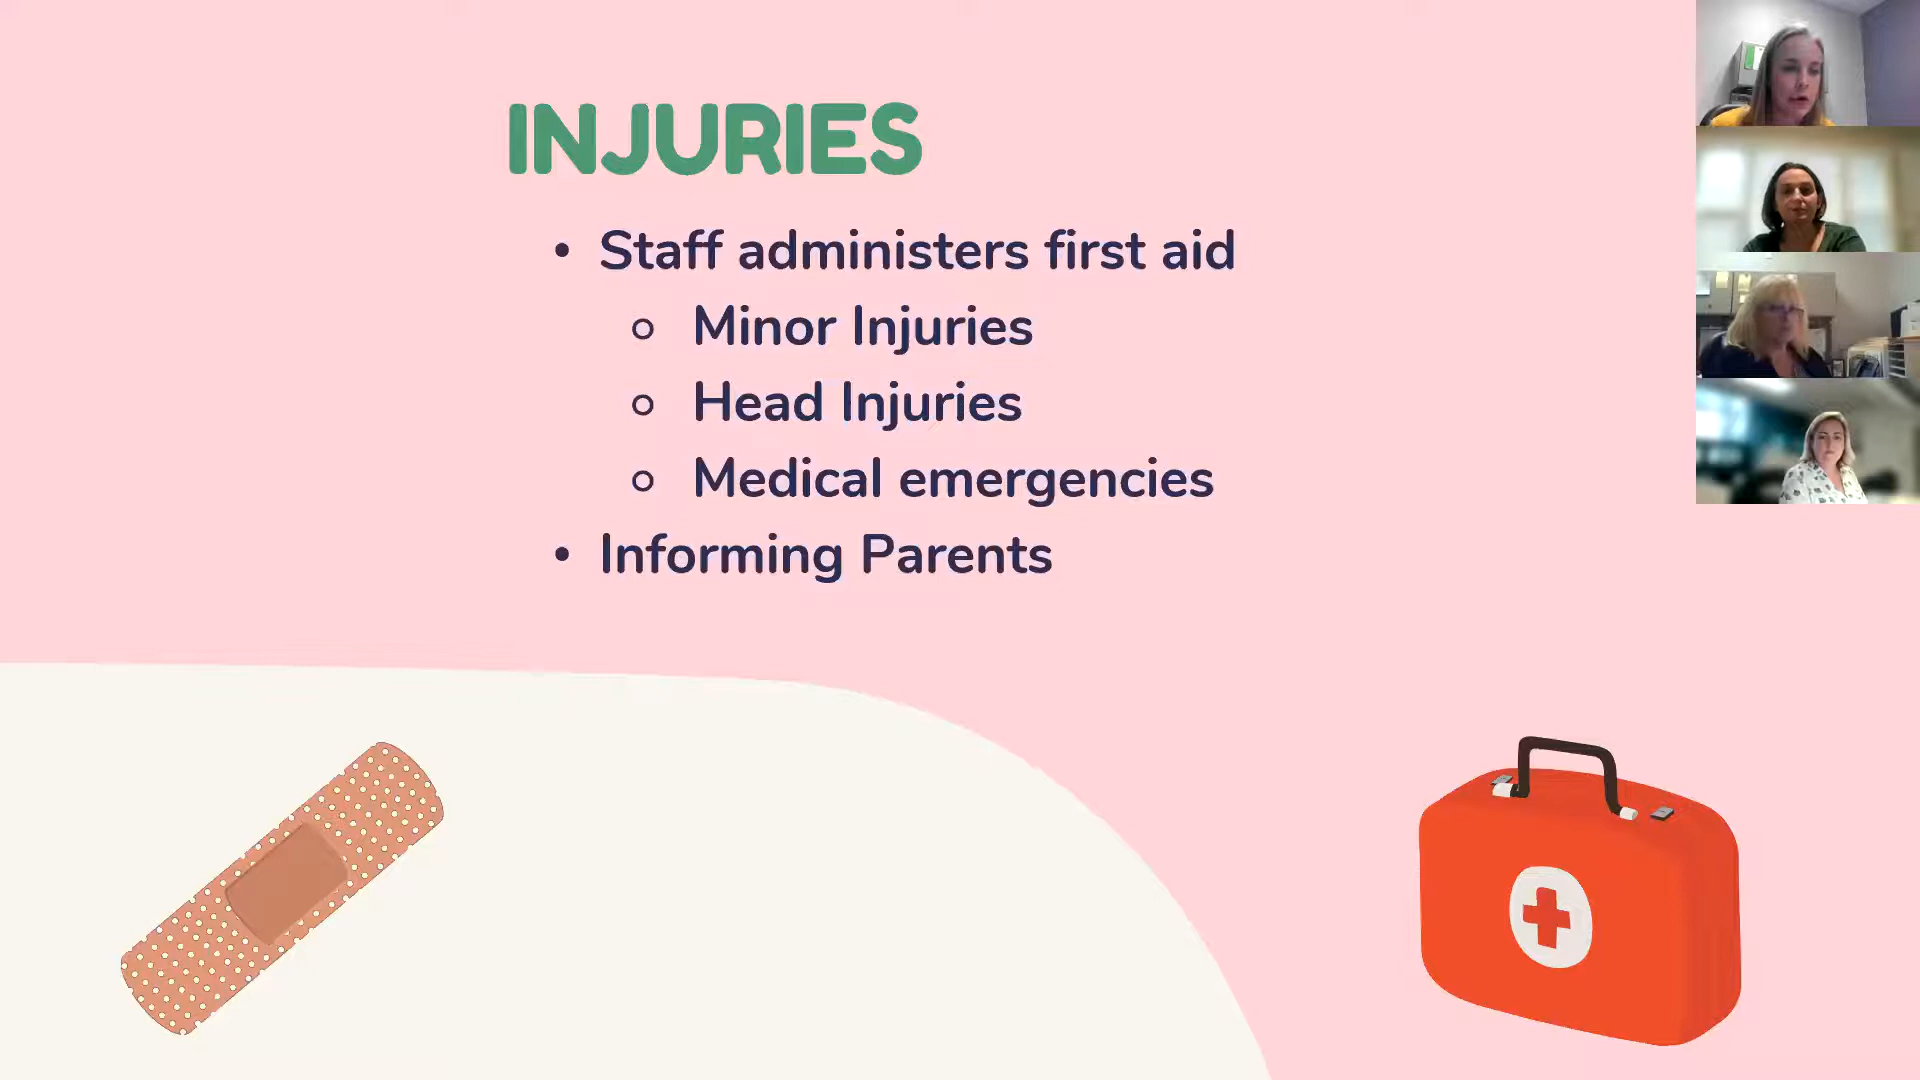 INJURIES
• Staff administers first aid
○ Minor Injuries
○ Head Injuries
○ Medical emergencies
• Informing Parents